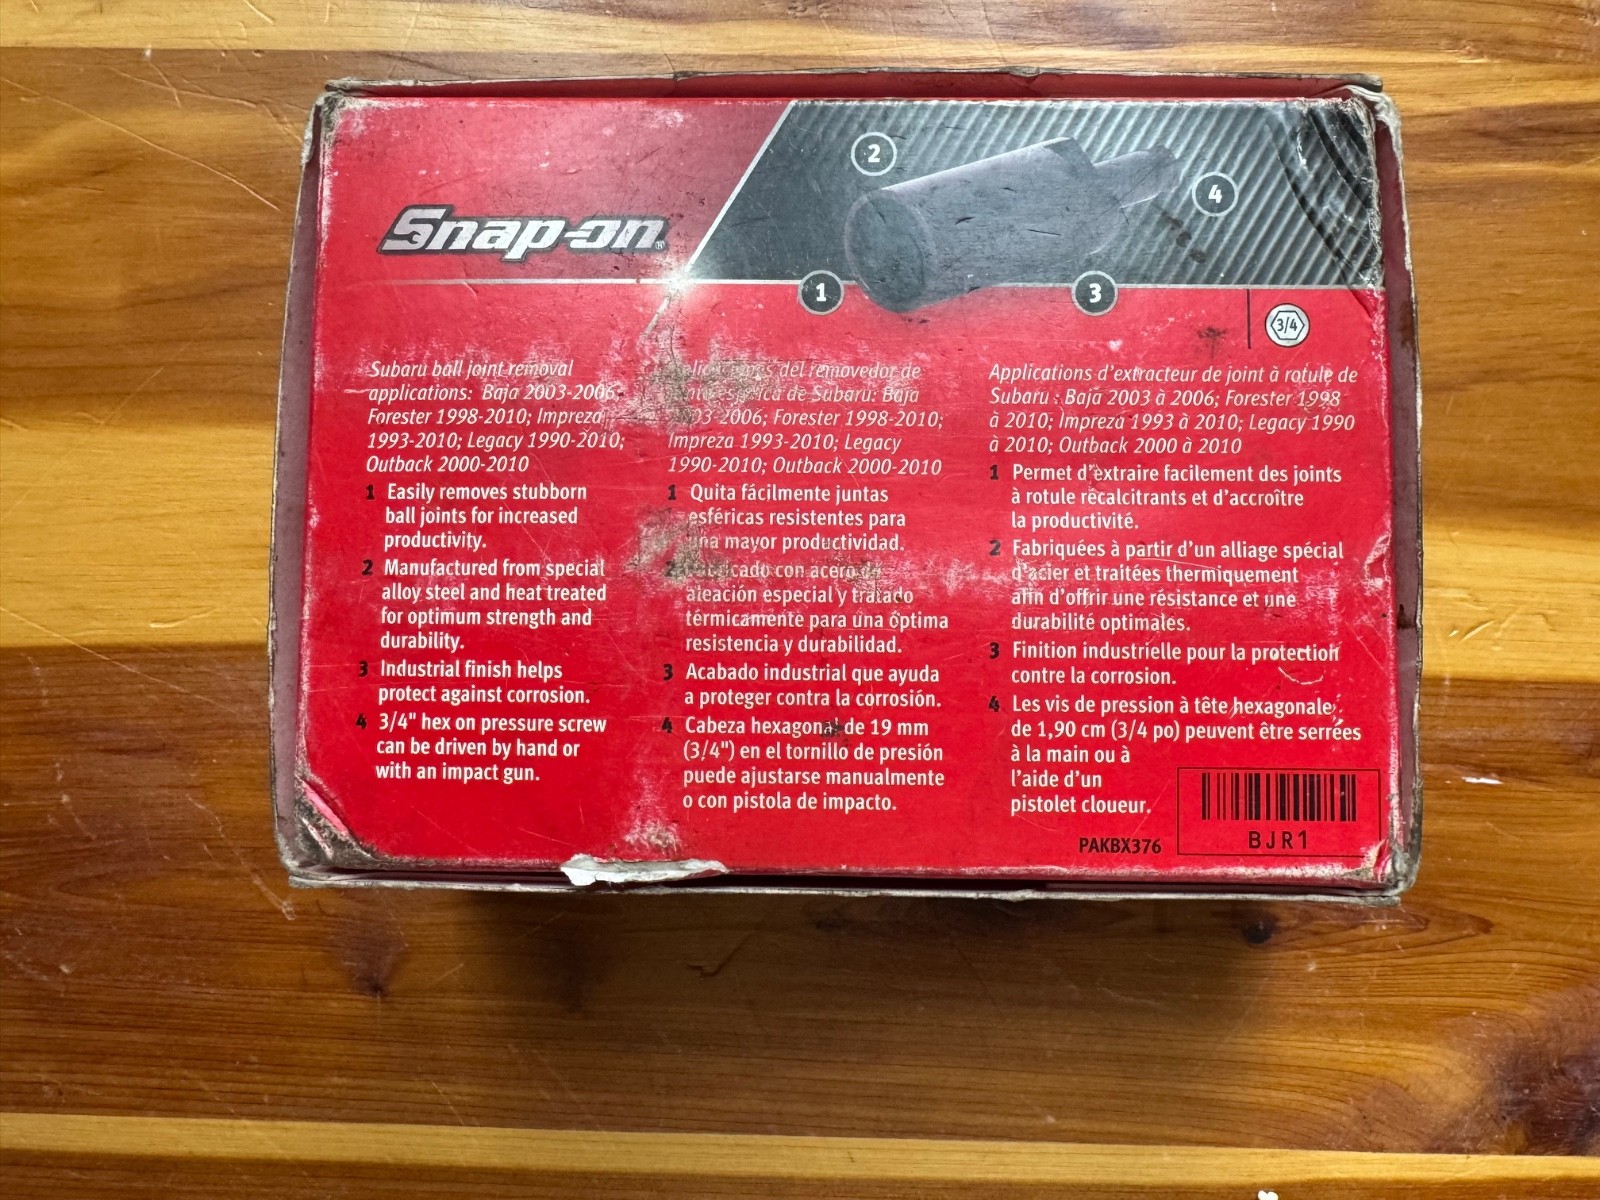 Snap-on®
2
4
1
3
3/4
Subaru ball joint removal
applications: Baja 2003-2006;
Forester 1998-2010; Impreza
1993-2010; Legacy 1990-2010;
Outback 2000-2010
1 Easily removes stubborn
ball joints for increased
productivity.
2 Manufactured from special
alloy steel and heat treated
for optimum strength and
durability.
3 Industrial finish helps
protect against corrosion.
4 3/4" hex on pressure screw
can be driven by hand or
with an impact gun.
del removedor de
de Subaru: Baja
2003-2006; Forester 1998-2010;
Impreza 1993-2010; Legacy
1990-2010; Outback 2000-2010
1 Quita fácilmente juntas
esféricas resistentes para
una mayor productividad.
2 con acero de
aleación especial y tratado
térmicamente para una óptima
resistencia y durabilidad.
3 Acabado industrial que ayuda
a proteger contra la corrosión.
4 Cabeza hexagonal de 19 mm
(3/4") en el tornillo de presión
puede ajustarse manualmente
o con pistola de impacto.
Applications d'extracteur de joint à rotule de
Subaru : Baja 2003 à 2006; Forester 1998
à 2010; Impreza 1993 à 2010; Legacy 1990
à 2010; Outback 2000 à 2010
1 Permet d'extraire facilement des joints
à rotule récalcitrants et d'accroître
la productivité.
2 Fabriquées à partir d'un alliage spécial
d'acier et traitées thermiquement
afin d'offrir une résistance et une
durabilité optimales.
3 Finition industrielle pour la protection
contre la corrosion.
4 Les vis de pression à tête hexagonale
de 1,90 cm (3/4 po) peuvent être serrées
à la main ou à
l'aide d'un
pistolet cloueur.
PAKBX376
BJR1